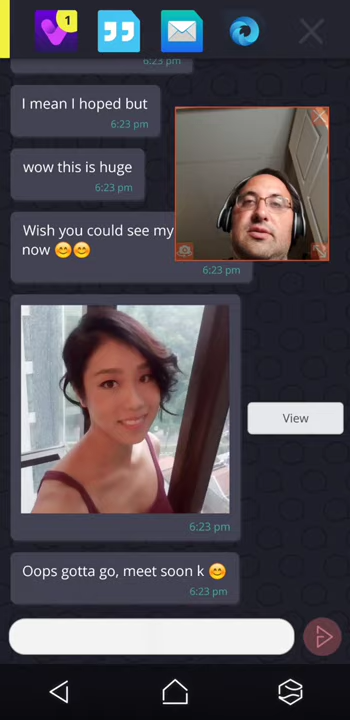 1
6:23 pm
I mean I hoped but
6:23 pm
wow this is huge
6:23 pm
Wish you could see my
now 😊😊
6:23 pm
View
6:23 pm
Oops gotta go, meet soon k 😊
6:23 pm